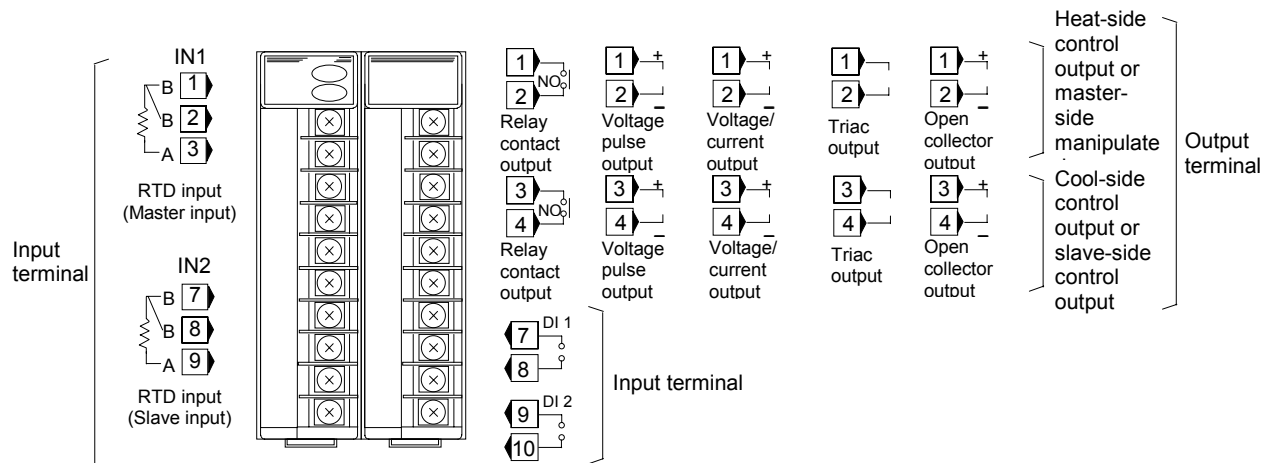 IN1
B 1
B 2
A 3
RTD input
(Master input)
Input
terminal
IN2
B 7
B 8
A 9
RTD input
(Slave input)
1
NO
2
Relay
contact
output
1 +
2 −
Voltage
pulse
output
1 +
2 −
Voltage/
current
output
1
2
Triac
output
1 +
2 −
Open
collector
output
Heat-side
control
output or
master-
side
manipulate
3
NO
4
Relay
contact
output
3 +
4 −
Voltage
pulse
output
3 +
4 −
Voltage/
current
output
3
4
Triac
output
3 +
4 −
Open
collector
output
Cool-side
control
output or
slave-side
control
output
Output
terminal
7 DI 1
8
9 DI 2
10
Input terminal